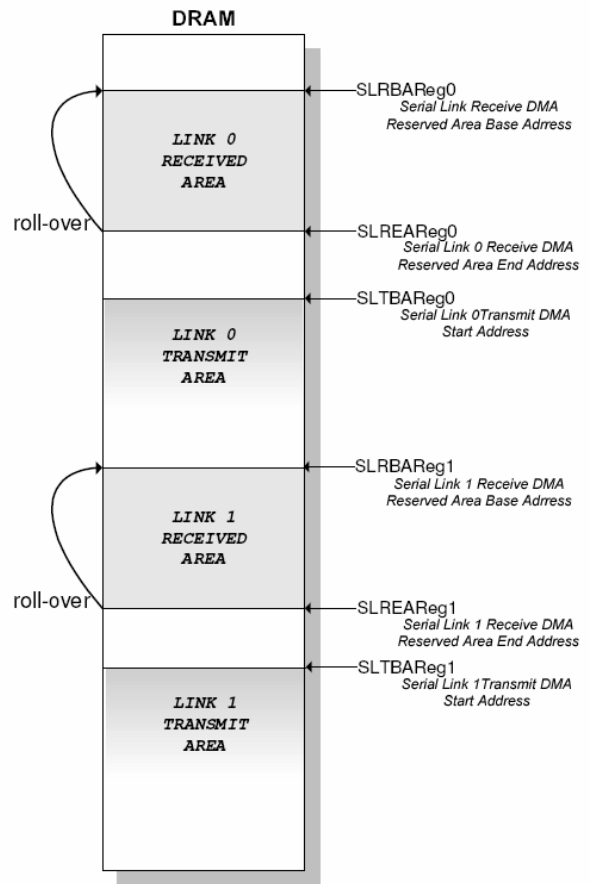 DRAM
SLRBAReg0
Serial Link Receive DMA
Reserved Area Base Adrress
LINK 0
RECEIVED
AREA
roll-over
SLREAReg0
Serial Link 0 Receive DMA
Reserved Area End Address
SLTBAReg0
Serial Link 0Transmit DMA
Start Address
LINK 0
TRANSMIT
AREA
SLRBAReg1
Serial Link 1 Receive DMA
Reserved Area Base Adrress
LINK 1
RECEIVED
AREA
roll-over
SLREAReg1
Serial Link 1 Receive DMA
Reserved Area End Address
SLTBAReg1
Serial Link 1Transmit DMA
Start Address
LINK 1
TRANSMIT
AREA